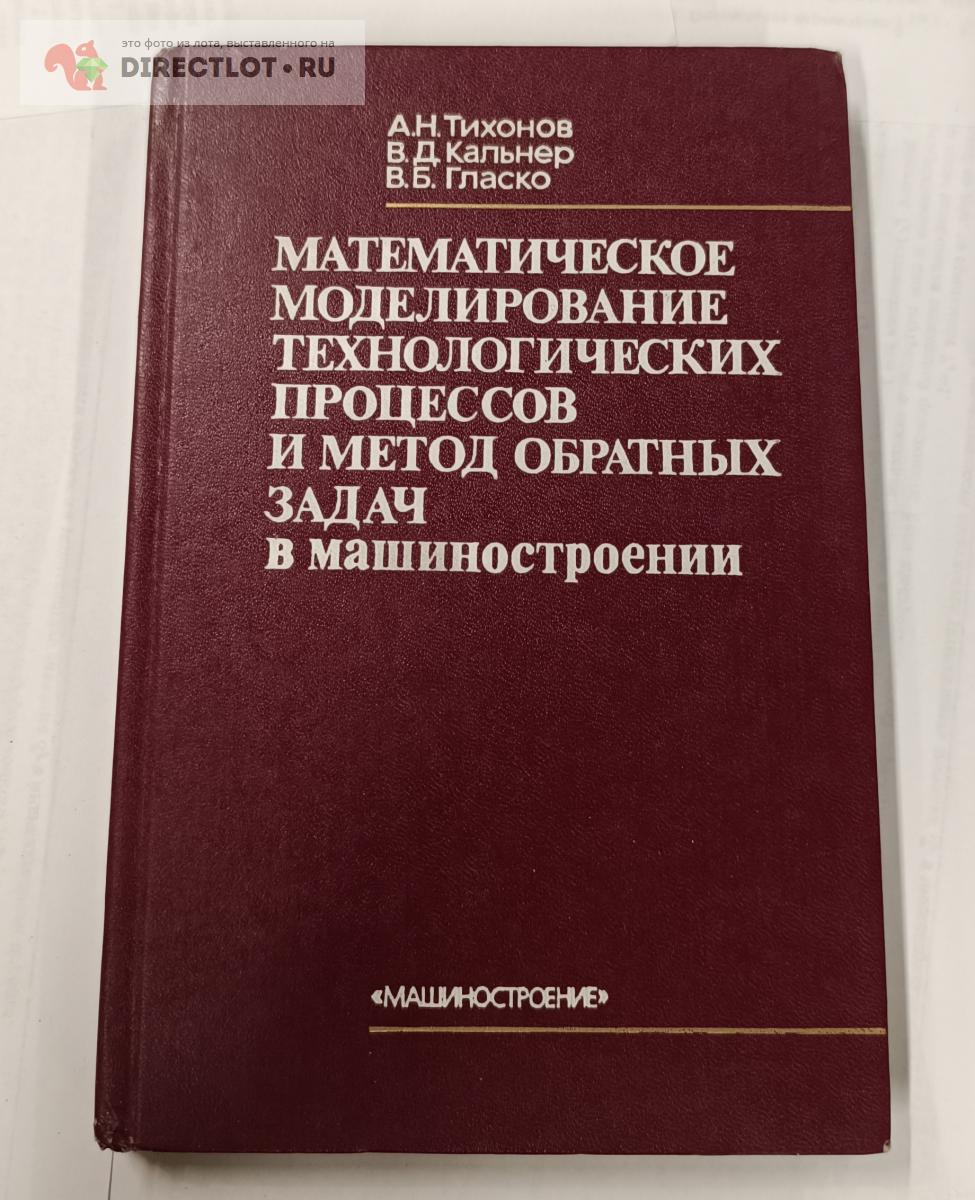 это фото из лота, выставленного на
DIRECTLOT•RU
А.Н. Тихонов
В.Д. Кальнер
В.Б. Гласко
МАТЕМАТИЧЕСКОЕ
МОДЕЛИРОВАНИЕ
ТЕХНОЛОГИЧЕСКИХ
ПРОЦЕССОВ
И МЕТОД ОБРАТНЫХ
ЗАДАЧ
в машиностроении
«МАШИНОСТРОЕНИЕ»